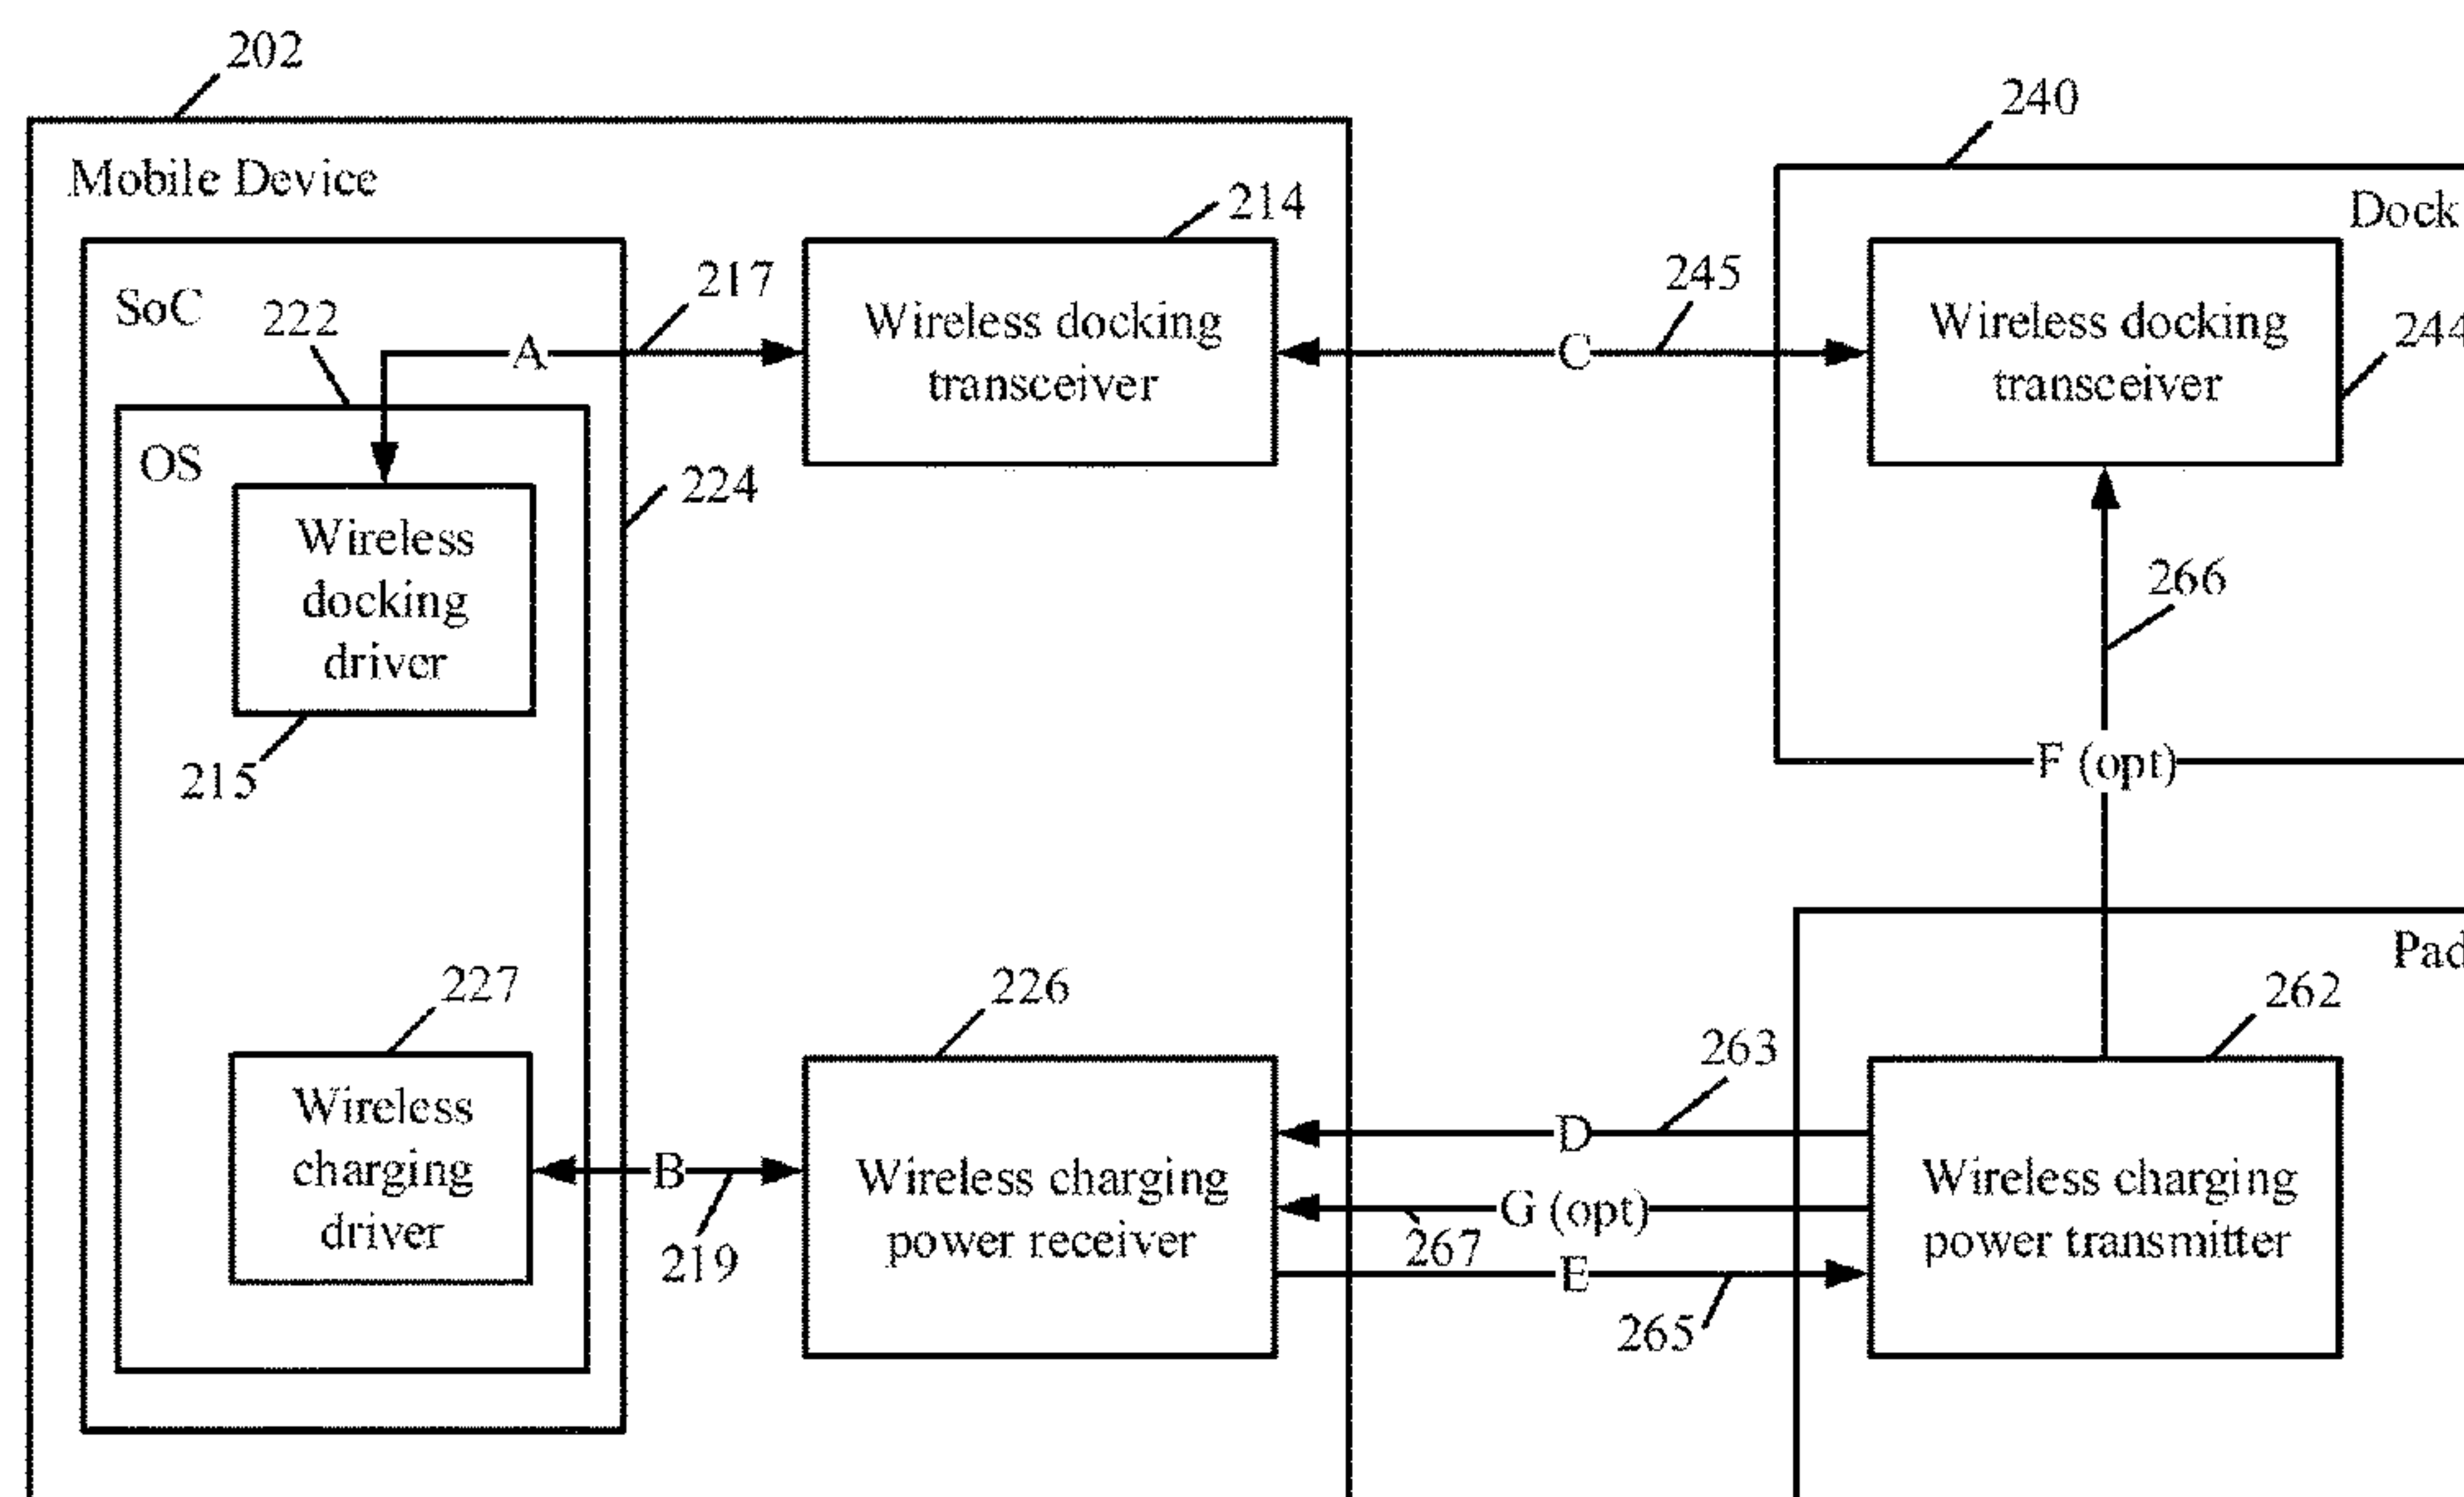 202
240
Mobile Device
214
Dock
SoC
222
217
245
Wireless docking
transceiver
Wireless docking
transceiver
244
A
C
OS
224
Wireless
docking
driver
266
215
F (opt)
Pad
227
226
262
263
Wireless
charging
driver
D
B
Wireless charging
power receiver
G (opt)
Wireless charging
power transmitter
219
267
E
265